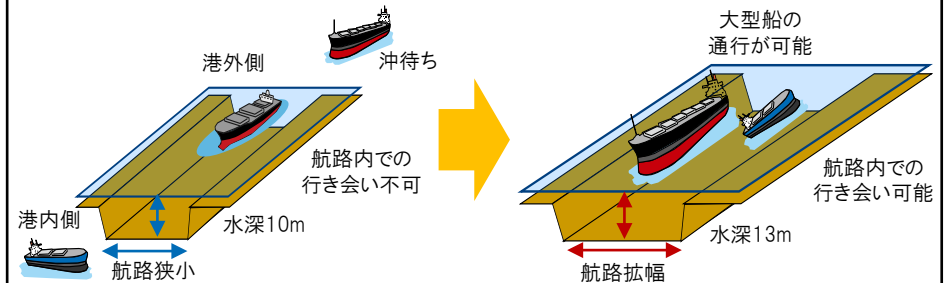 港外側
沖待ち
航路内での
行き会い不可
港内側
水深10m
航路狭小
大型船の
通行が可能
航路内での
行き会い可能
水深13m
航路拡幅